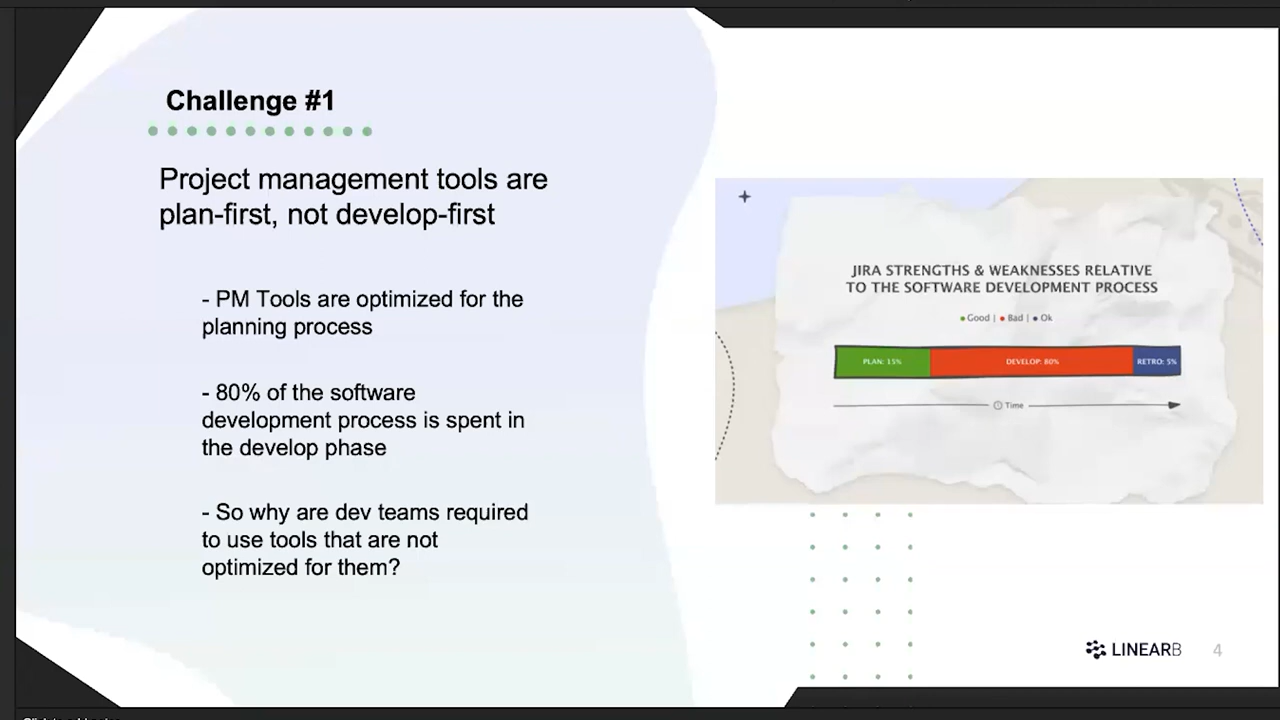 Challenge #1
Project management tools are
plan-first, not develop-first
- PM Tools are optimized for the
planning process
- 80% of the software
development process is spent in
the develop phase
- So why are dev teams required
to use tools that are not
optimized for them?
JIRA STRENGTHS & WEAKNESSES RELATIVE
TO THE SOFTWARE DEVELOPMENT PROCESS
Good | Bad | Ok
PLAN: 15% DEVELOP: 80% RETRO: 5%
Time
LINEARB 4